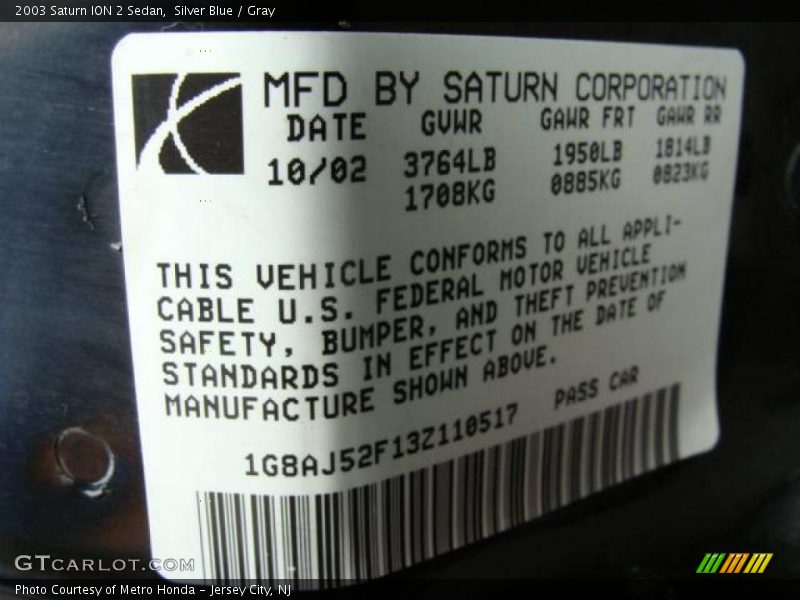 2003 Saturn ION 2 Sedan,  Silver Blue / Gray
MFD BY SATURN CORPORATION
DATE GVWR GAWR FRT GAWR RR
10/02 3764LB 1950LB 1814LB
1708KG 0885KG 0823KG
THIS VEHICLE CONFORMS TO ALL APPLI-
CABLE U.S. FEDERAL MOTOR VEHICLE
SAFETY, BUMPER, AND THEFT PREVENTION
STANDARDS IN EFFECT ON THE DATE OF
MANUFACTURE SHOWN ABOVE.
1G8AJ52F13Z110517 PASS CAR
GTCARLOT.COM
Photo Courtesy of Metro Honda - Jersey City, NJ